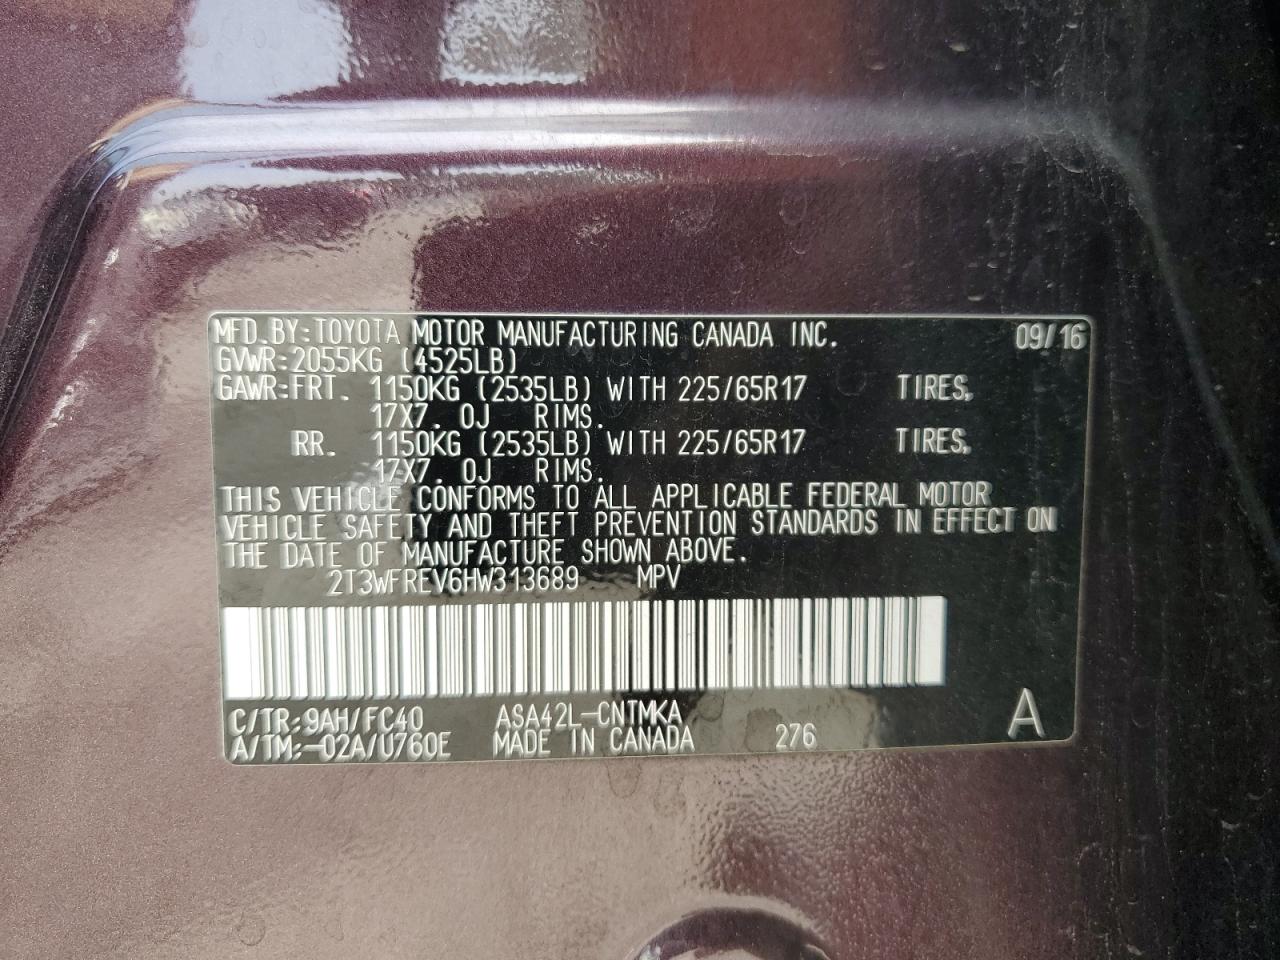 MFD.BY:TOYOTA MOTOR MANUFACTURING CANADA INC. 09/16
GVWR:2055KG (4525LB)
GAWR:FRT. 1150KG (2535LB) WITH 225/65R17 TIRES,
17X7. 0J RIMS.
RR. 1150KG (2535LB) WITH 225/65R17 TIRES,
17X7. 0J RIMS.
THIS VEHICLE CONFORMS TO ALL APPLICABLE FEDERAL MOTOR
VEHICLE SAFETY AND THEFT PREVENTION STANDARDS IN EFFECT ON
THE DATE OF MANUFACTURE SHOWN ABOVE.
2T3WFREV6HW313689 MPV
C/TR:9AH/FC40 ASA42L-CNTMKA
A/TM:-02A/U760E MADE IN CANADA 276 A